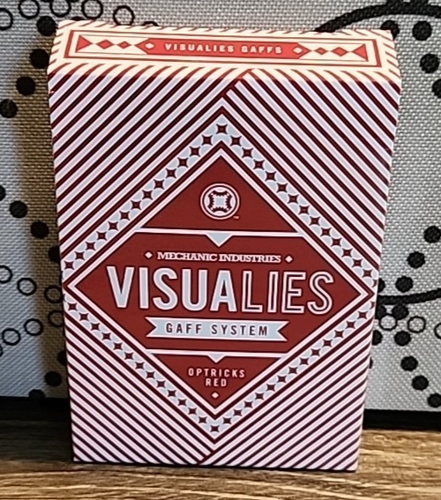 VISUALIES GAFFS
MECHANIC INDUSTRIES
VISUALIES
GAFF SYSTEM
OPTRICKS
RED